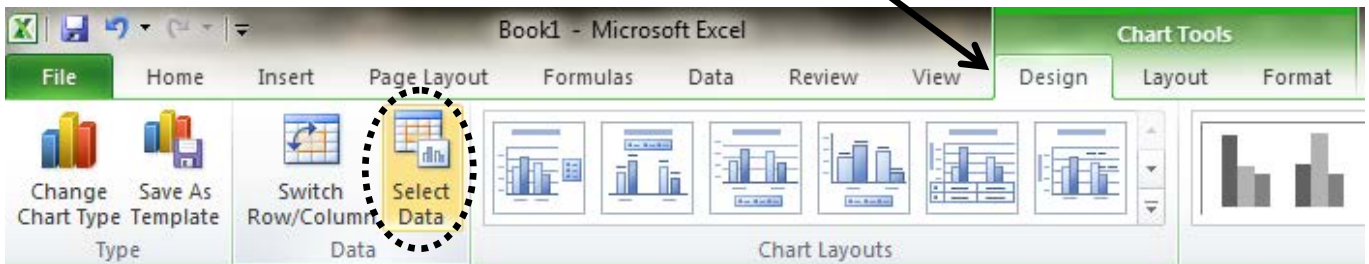 Book1 - Microsoft Excel
Chart Tools
File Home Insert Page Layout Formulas Data Review View Design Layout Format
Change Chart Type
Save As Template
Switch Row/Column
Select Data
Type
Data
Chart Layouts